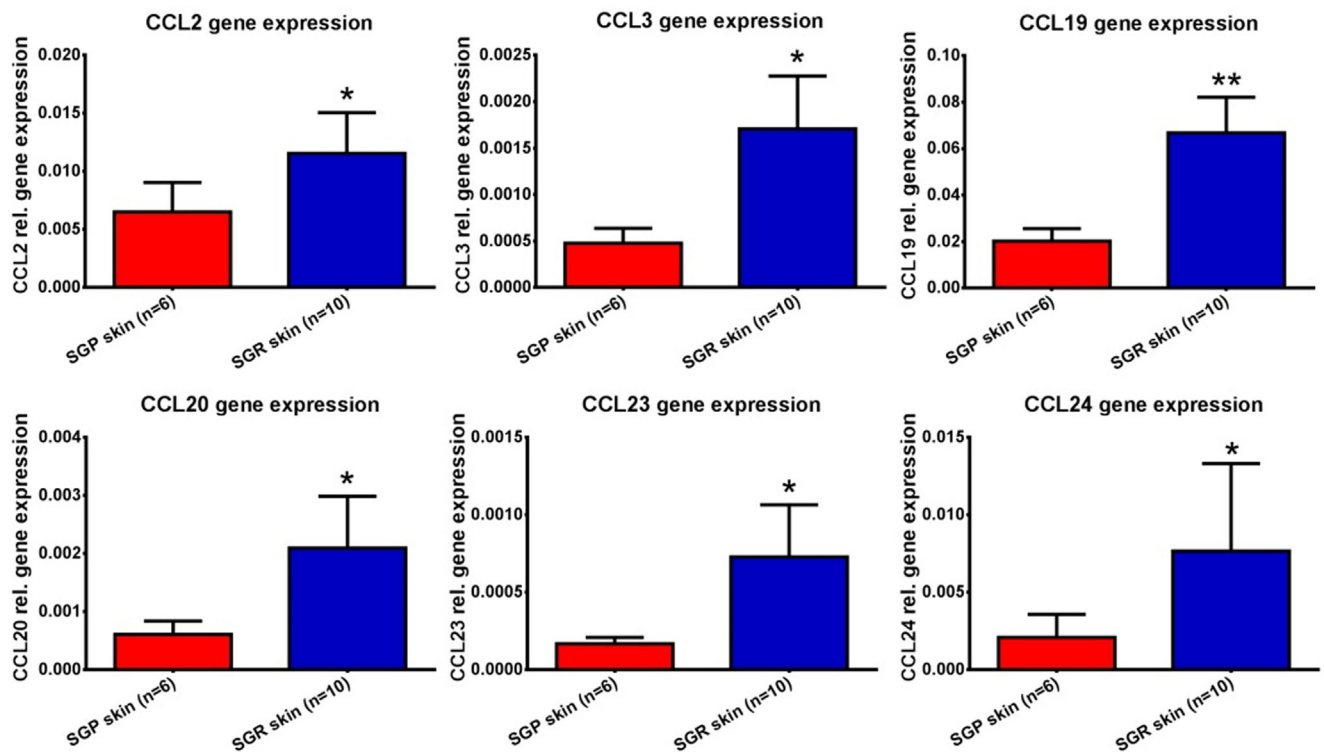 CCL2 gene expression
CCL2 rel. gene expression
0.020
0.015
0.010
0.005
0.000
*
SGP skin (n=6)
SGR skin (n=10)
CCL3 gene expression
CCL3 rel. gene expression
0.0025
0.0020
0.0015
0.0010
0.0005
0.0000
*
SGP skin (n=6)
SGR skin (n=10)
CCL19 gene expression
CCL19 rel. gene expression
0.10
0.08
0.06
0.04
0.02
0.00
**
SGP skin (n=6)
SGR skin (n=10)
CCL20 gene expression
CCL20 rel. gene expression
0.004
0.003
0.002
0.001
0.000
*
SGP skin (n=6)
SGR skin (n=10)
CCL23 gene expression
CCL23 rel. gene expression
0.0015
0.0010
0.0005
0.0000
*
SGP skin (n=6)
SGR skin (n=10)
CCL24 gene expression
CCL24 rel. gene expression
0.015
0.010
0.005
0.000
*
SGP skin (n=6)
SGR skin (n=10)